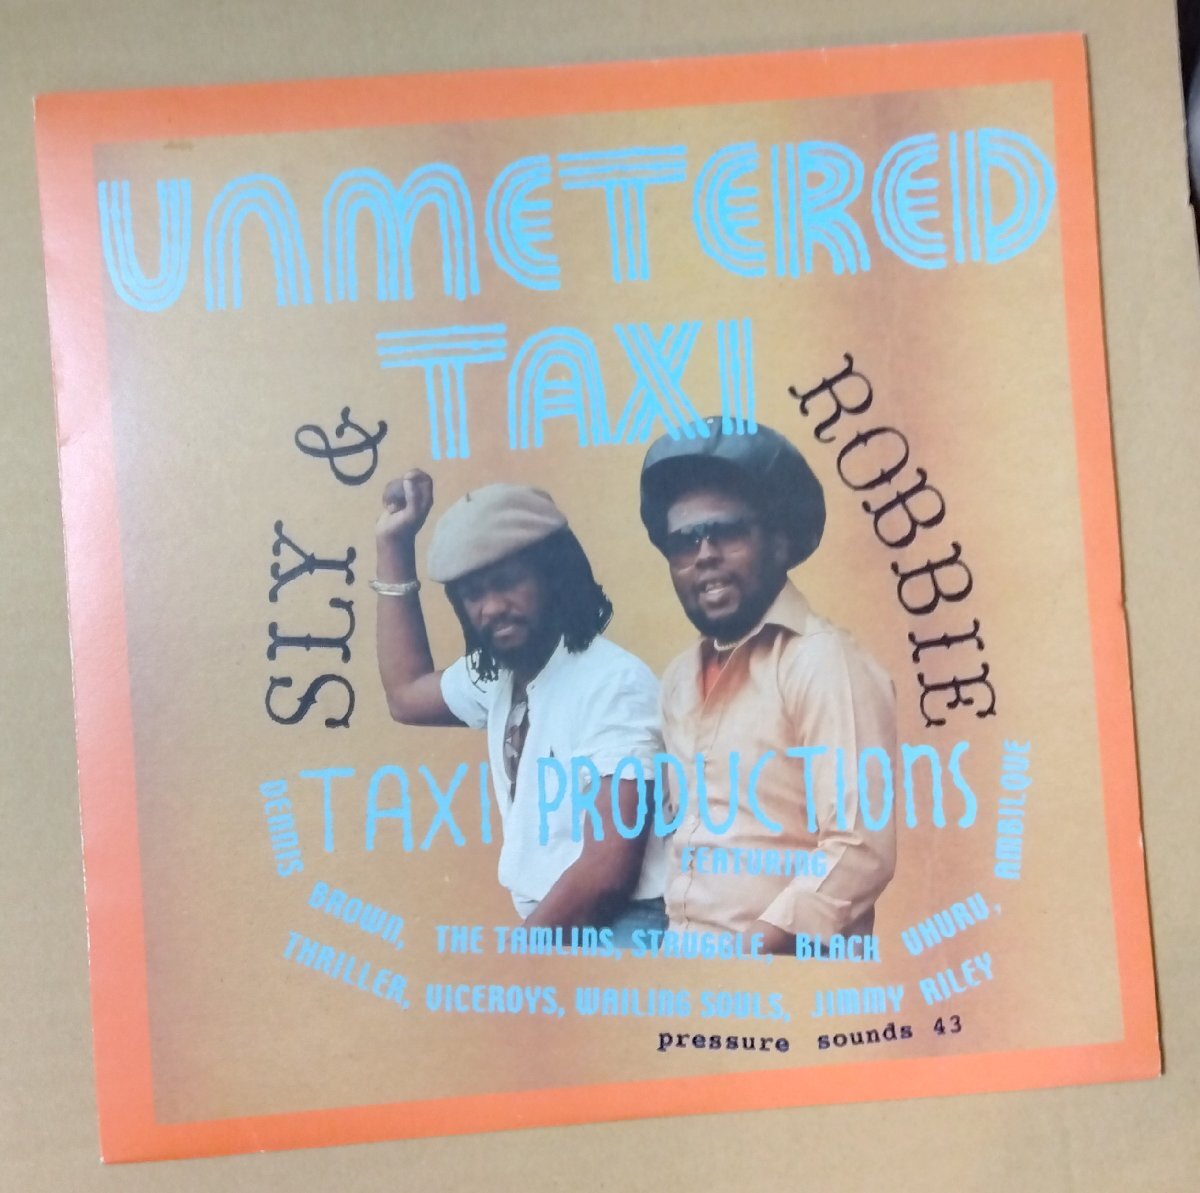 UNMETERED
TAXI
SLY & ROBBIE
TAXI PRODUCTIONS
FEATURING
DENNIS BROWN, THE TAMLINS, STRUGGLE, BLACK UHURU, AMBILQUE
THRILLER, VICEROYS, WAILING SOULS, JIMMY RILEY
pressure sounds 43